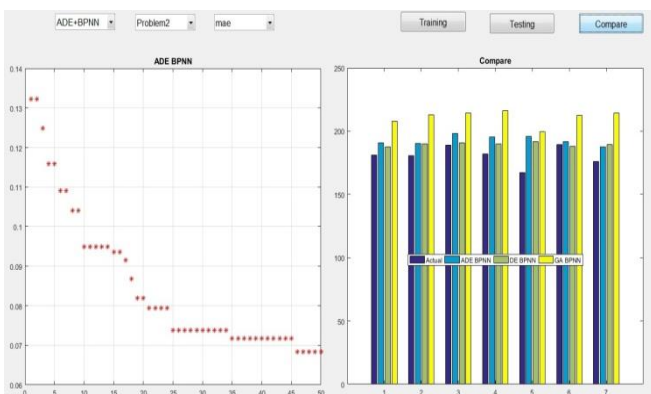 ADE+BPNN Problem2 mae Training Testing Compare
ADE BPNN
0.14
0.13
0.12
0.11
0.1
0.09
0.08
0.07
0.06
0 5 10 15 20 25 30 35 40 45 50
Compare
250
200
150
100
50
0
Actual ADE BPNN DE BPNN GA BPNN
1 2 3 4 5 6 7